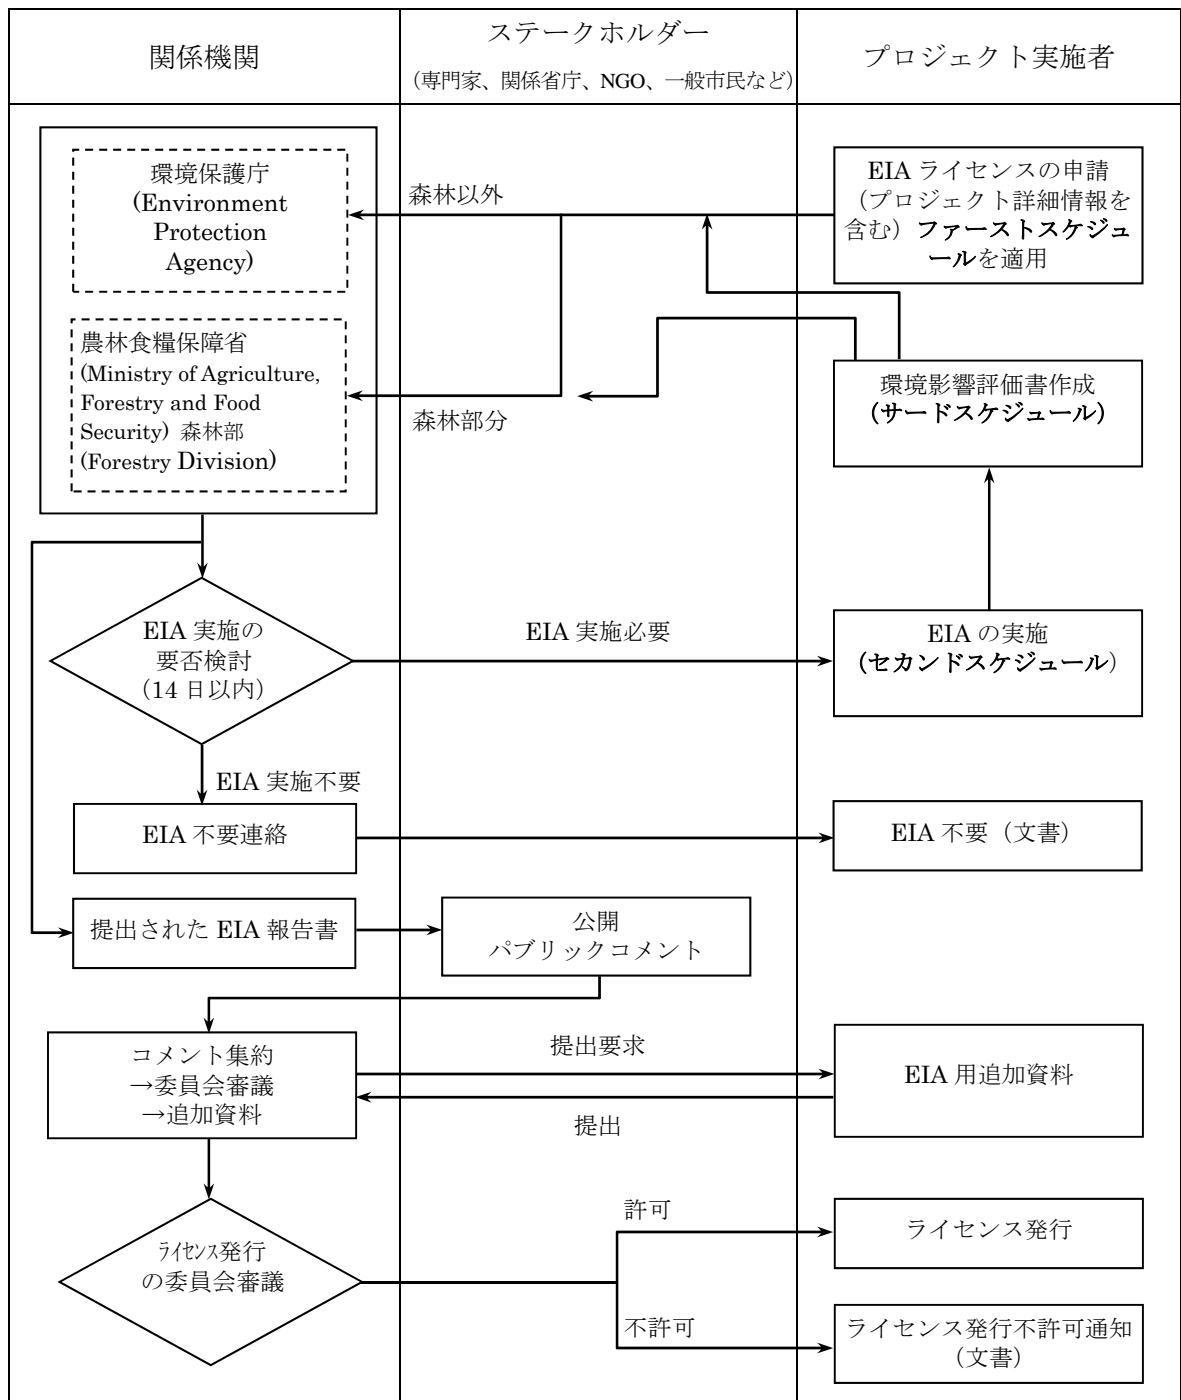 関係機関
ステークホルダー
(専門家、関係省庁、NGO、一般市民など)
プロジェクト実施者
環境保護庁
(Environment
Protection
Agency)
森林以外
EIA ライセンスの申請
(プロジェクト詳細情報を
含む)ファーストスケジュ
ールを適用
農林食糧保障省
(Ministry of Agriculture,
Forestry and Food
Security) 森林部
(Forestry Division)
森林部分
環境影響評価書作成
(サードスケジュール)
EIA 実施の
要否検討
(14 日以内)
EIA 実施必要
EIA の実施
(セカンドスケジュール)
EIA 実施不要
EIA 不要連絡
EIA 不要(文書)
提出された EIA 報告書
公開
パブリックコメント
コメント集約
→委員会審議
→追加資料
提出要求
提出
EIA 用追加資料
ライセンス発行
の委員会審議
許可
ライセンス発行
不許可
ライセンス発行不許可通知
(文書)